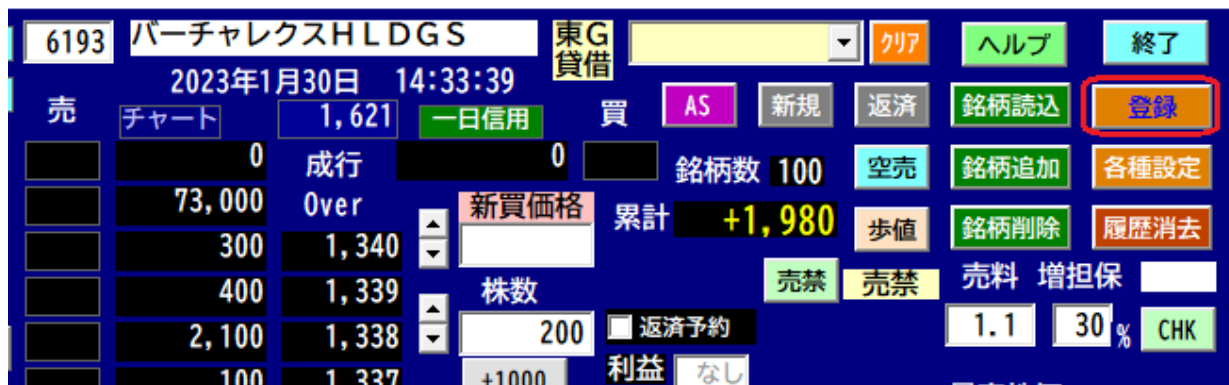 6193 バーチャレクスHLDGS 東G クリア ヘルプ 終了
貸借
2023年1月30日 14:33:39
売 チャート 1,621 一日信用 買 AS 新規 返済 銘柄読込 登録
0 成行 0 銘柄数 100 空売 銘柄追加 各種設定
73,000 Over 新買価格 累計 +1,980 歩値 銘柄削除 履歴消去
300 1,340
400 1,339 株数 売禁 売禁 売料 増担保
2,100 1,338 200 返済予約 1.1 30 % CHK
100 1,337 +1000 利益 なし